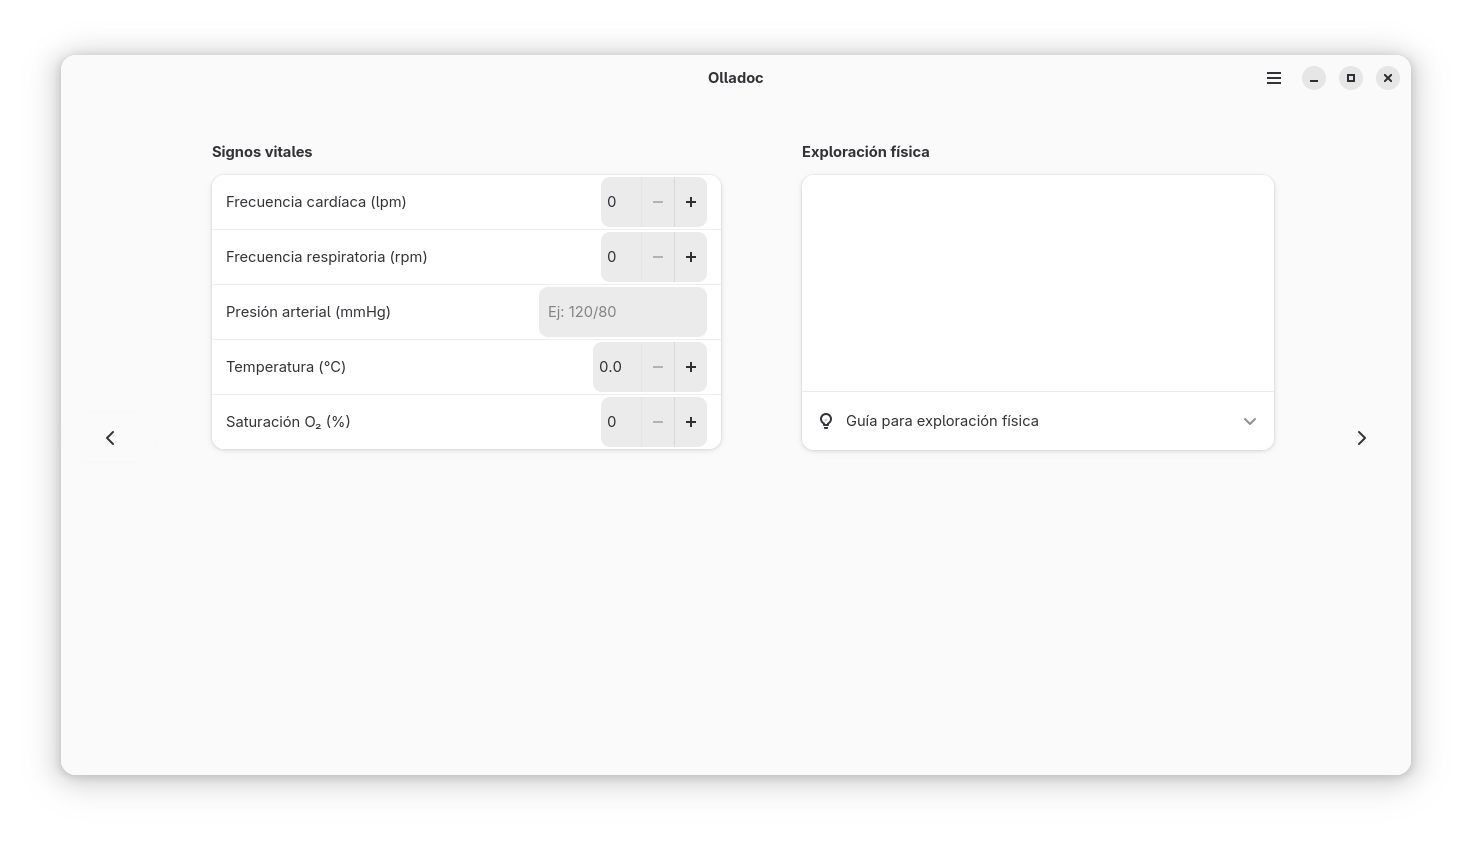 Olladoc
Signos vitales
Frecuencia cardíaca (lpm)
0
Frecuencia respiratoria (rpm)
0
Presión arterial (mmHg)
Ej: 120/80
Temperatura (°C)
0.0
Saturación O₂ (%)
0
Exploración física
Guía para exploración física